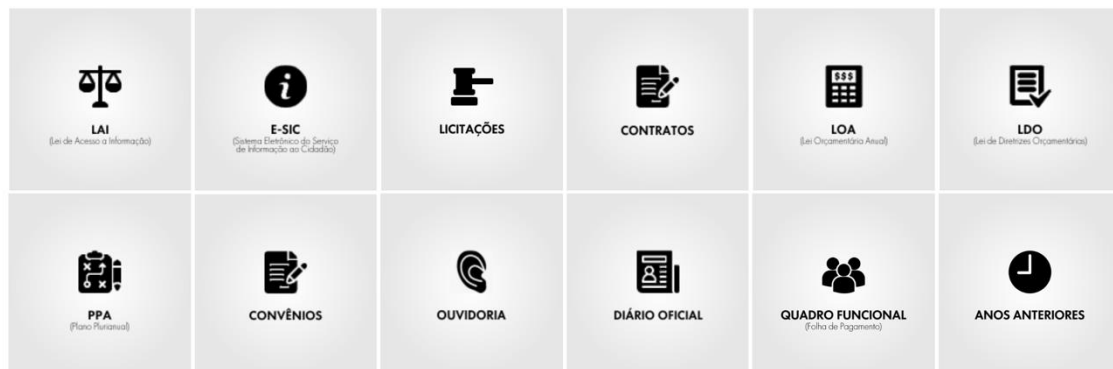 LAI
(Lei de Acesso a Informação)
E-SIC
(Sistema Eletrônico do Serviço
de Informação ao Cidadão)
LICITAÇÕES
CONTRATOS
$$$
LOA
(Lei Orçamentária Anual)
LDO
(Lei de Diretrizes Orçamentárias)
PPA
(Plano Plurianual)
CONVÊNIOS
OUVIDORIA
DIÁRIO OFICIAL
QUADRO FUNCIONAL
(Folha de Pagamento)
ANOS ANTERIORES